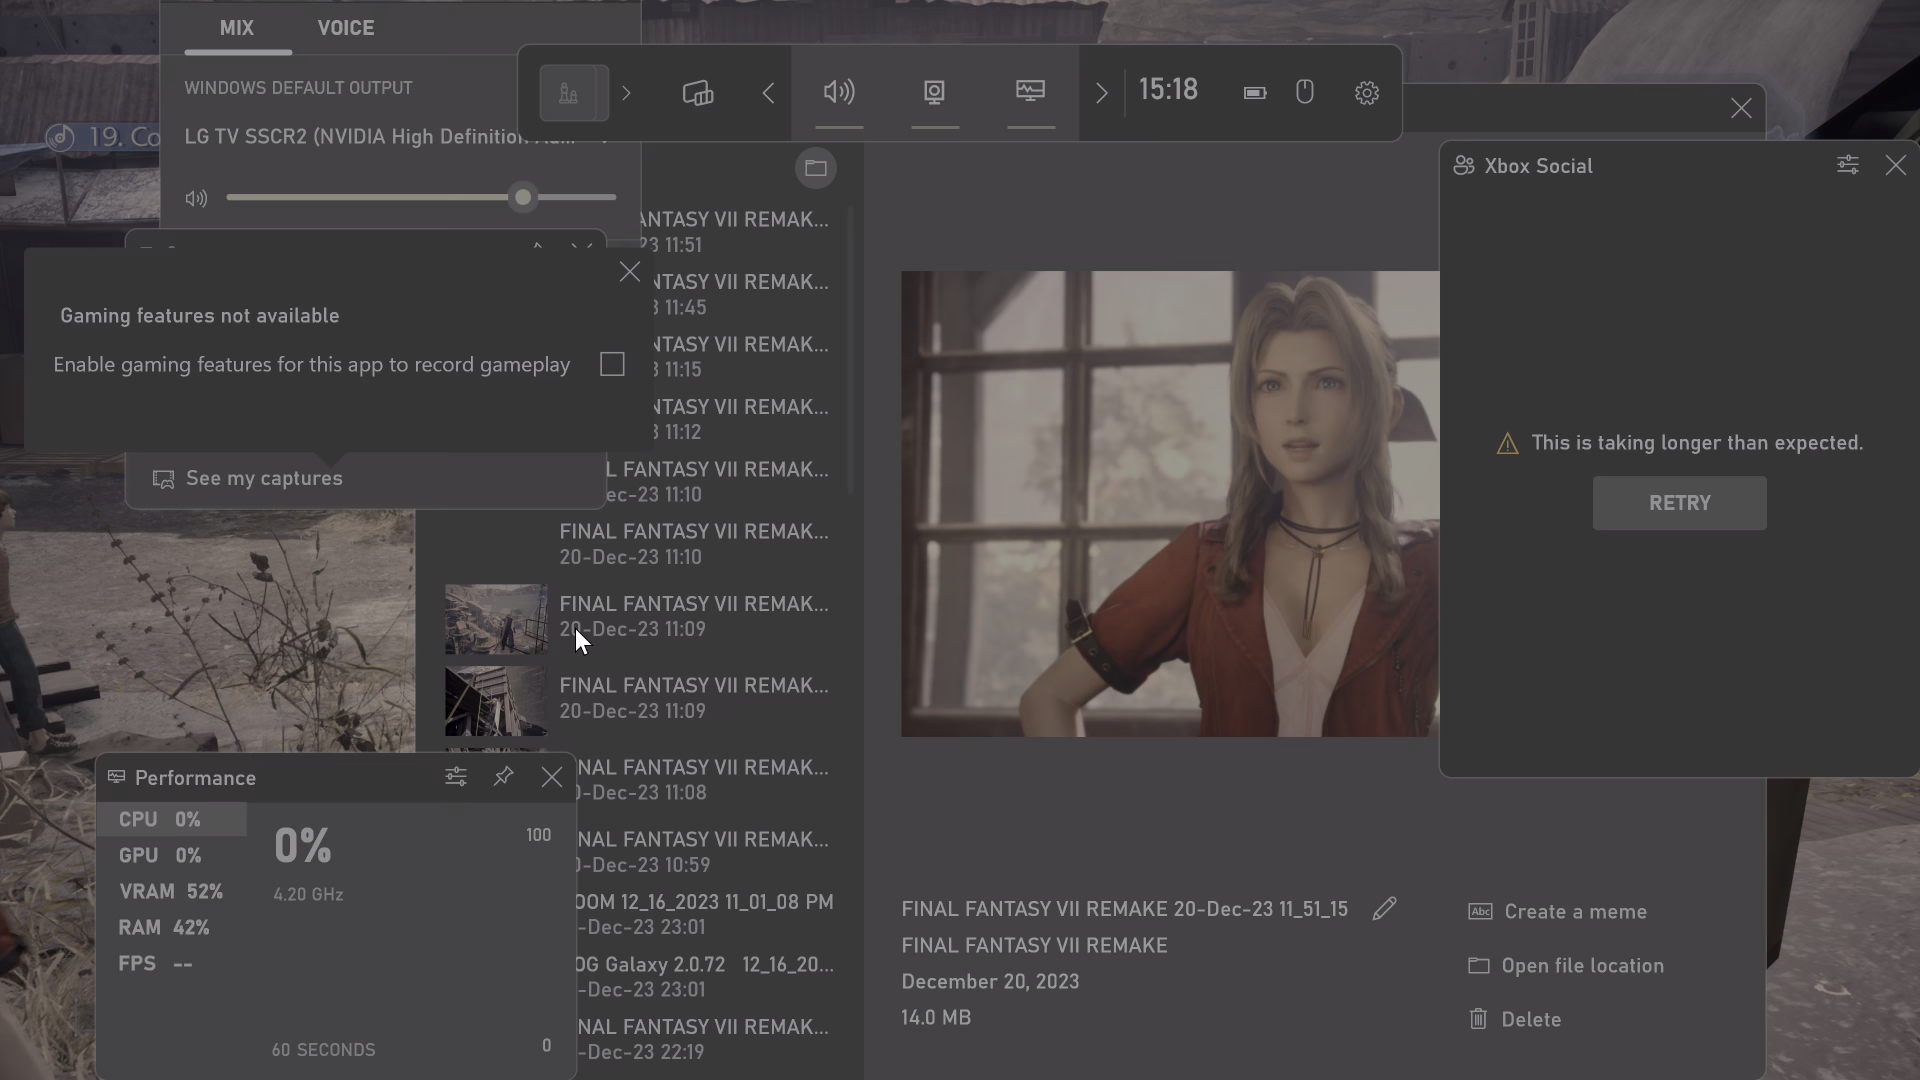 MIX VOICE
WINDOWS DEFAULT OUTPUT
LG TV SSCR2 (NVIDIA High Definition
19. Co
15:18
Xbox Social
ANTASY VII REMAK...
23 11:51
NTASY VII REMAK...
3 11:45
NTASY VII REMAK...
3 11:15
NTASY VII REMAK...
3 11:12
L FANTASY VII REMAK...
ec-23 11:10
FINAL FANTASY VII REMAK...
20-Dec-23 11:10
FINAL FANTASY VII REMAK...
20-Dec-23 11:09
FINAL FANTASY VII REMAK...
20-Dec-23 11:09
NAL FANTASY VII REMAK...
-Dec-23 11:08
NAL FANTASY VII REMAK...
-Dec-23 10:59
OOM 12_16_2023 11_01_08 PM
-Dec-23 23:01
OG Galaxy 2.0.72 12_16_20...
-Dec-23 23:01
NAL FANTASY VII REMAK...
-Dec-23 22:19
Gaming features not available
Enable gaming features for this app to record gameplay
See my captures
This is taking longer than expected.
RETRY
Performance
CPU 0%
GPU 0%
VRAM 52%
RAM 42%
FPS --
0%
4.20 GHz
100
60 SECONDS
0
FINAL FANTASY VII REMAKE 20-Dec-23 11_51_15
FINAL FANTASY VII REMAKE
December 20, 2023
14.0 MB
Abc Create a meme
Open file location
Delete